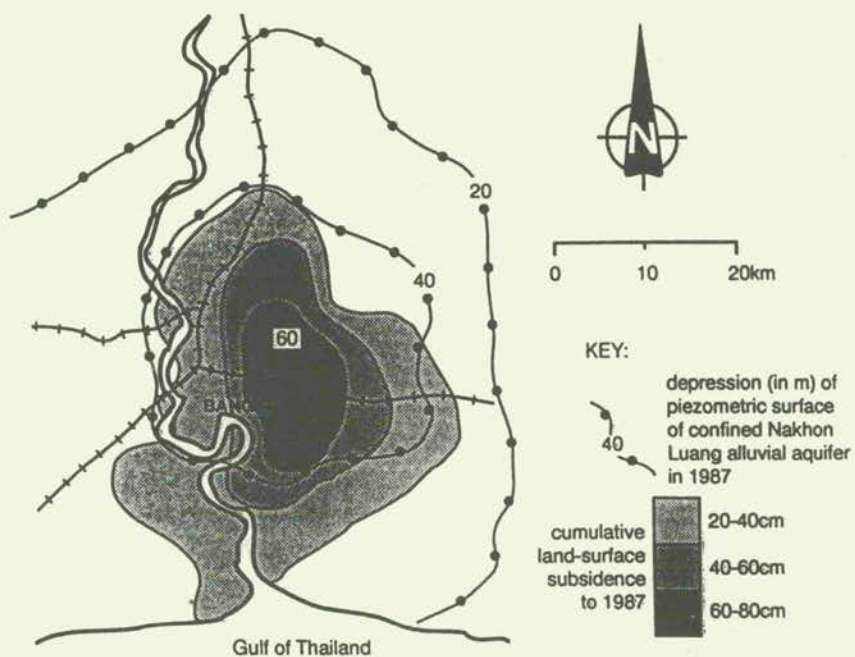 N
20
0 10 20km
40
60
KEY:
depression (in m) of
piezometric surface
of confined Nakhon
Luang alluvial aquifer
in 1987
40
cumulative
land-surface
subsidence
to 1987
20-40cm
40-60cm
60-80cm
Gulf of Thailand